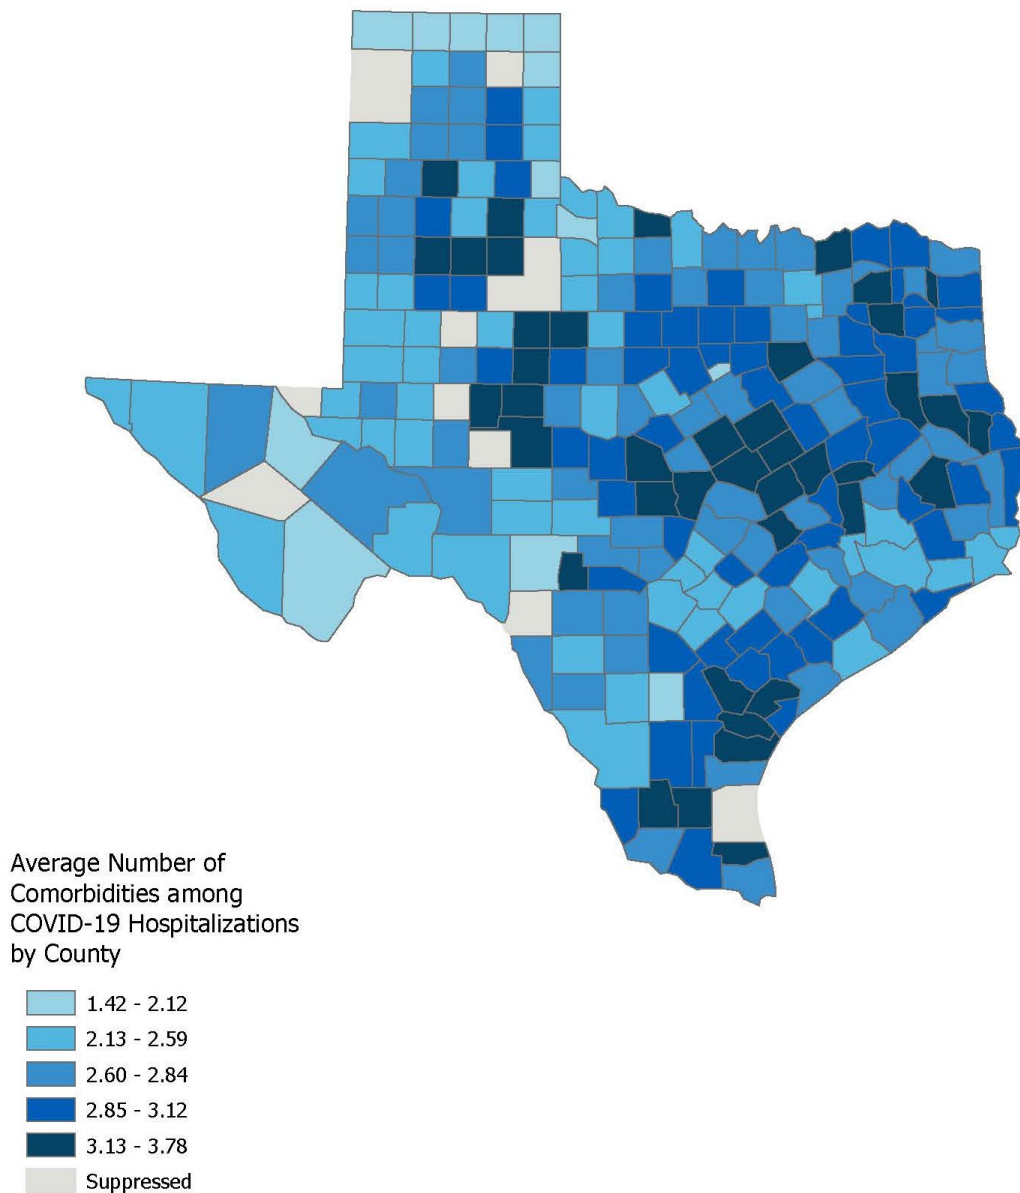 Average Number of
Comorbidities among
COVID-19 Hospitalizations
by County
1.42 - 2.12
2.13 - 2.59
2.60 - 2.84
2.85 - 3.12
3.13 - 3.78
Suppressed